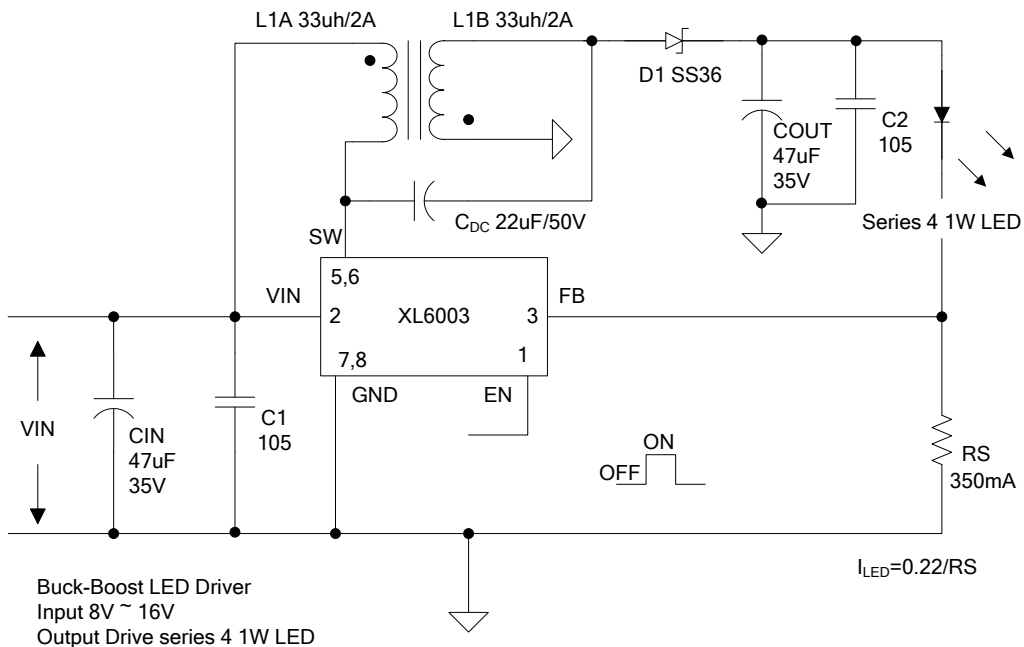 L1A 33uh/2A
L1B 33uh/2A
D1 SS36
COUT
47uF
35V
C2
105
CDC 22uF/50V
Series 4 1W LED
SW
5,6
VIN
2
XL6003
3
FB
7,8
1
GND
EN
VIN
CIN
47uF
35V
C1
105
ON
OFF
RS
350mA
ILED=0.22/RS
Buck-Boost LED Driver
Input 8V ~ 16V
Output Drive series 4 1W LED